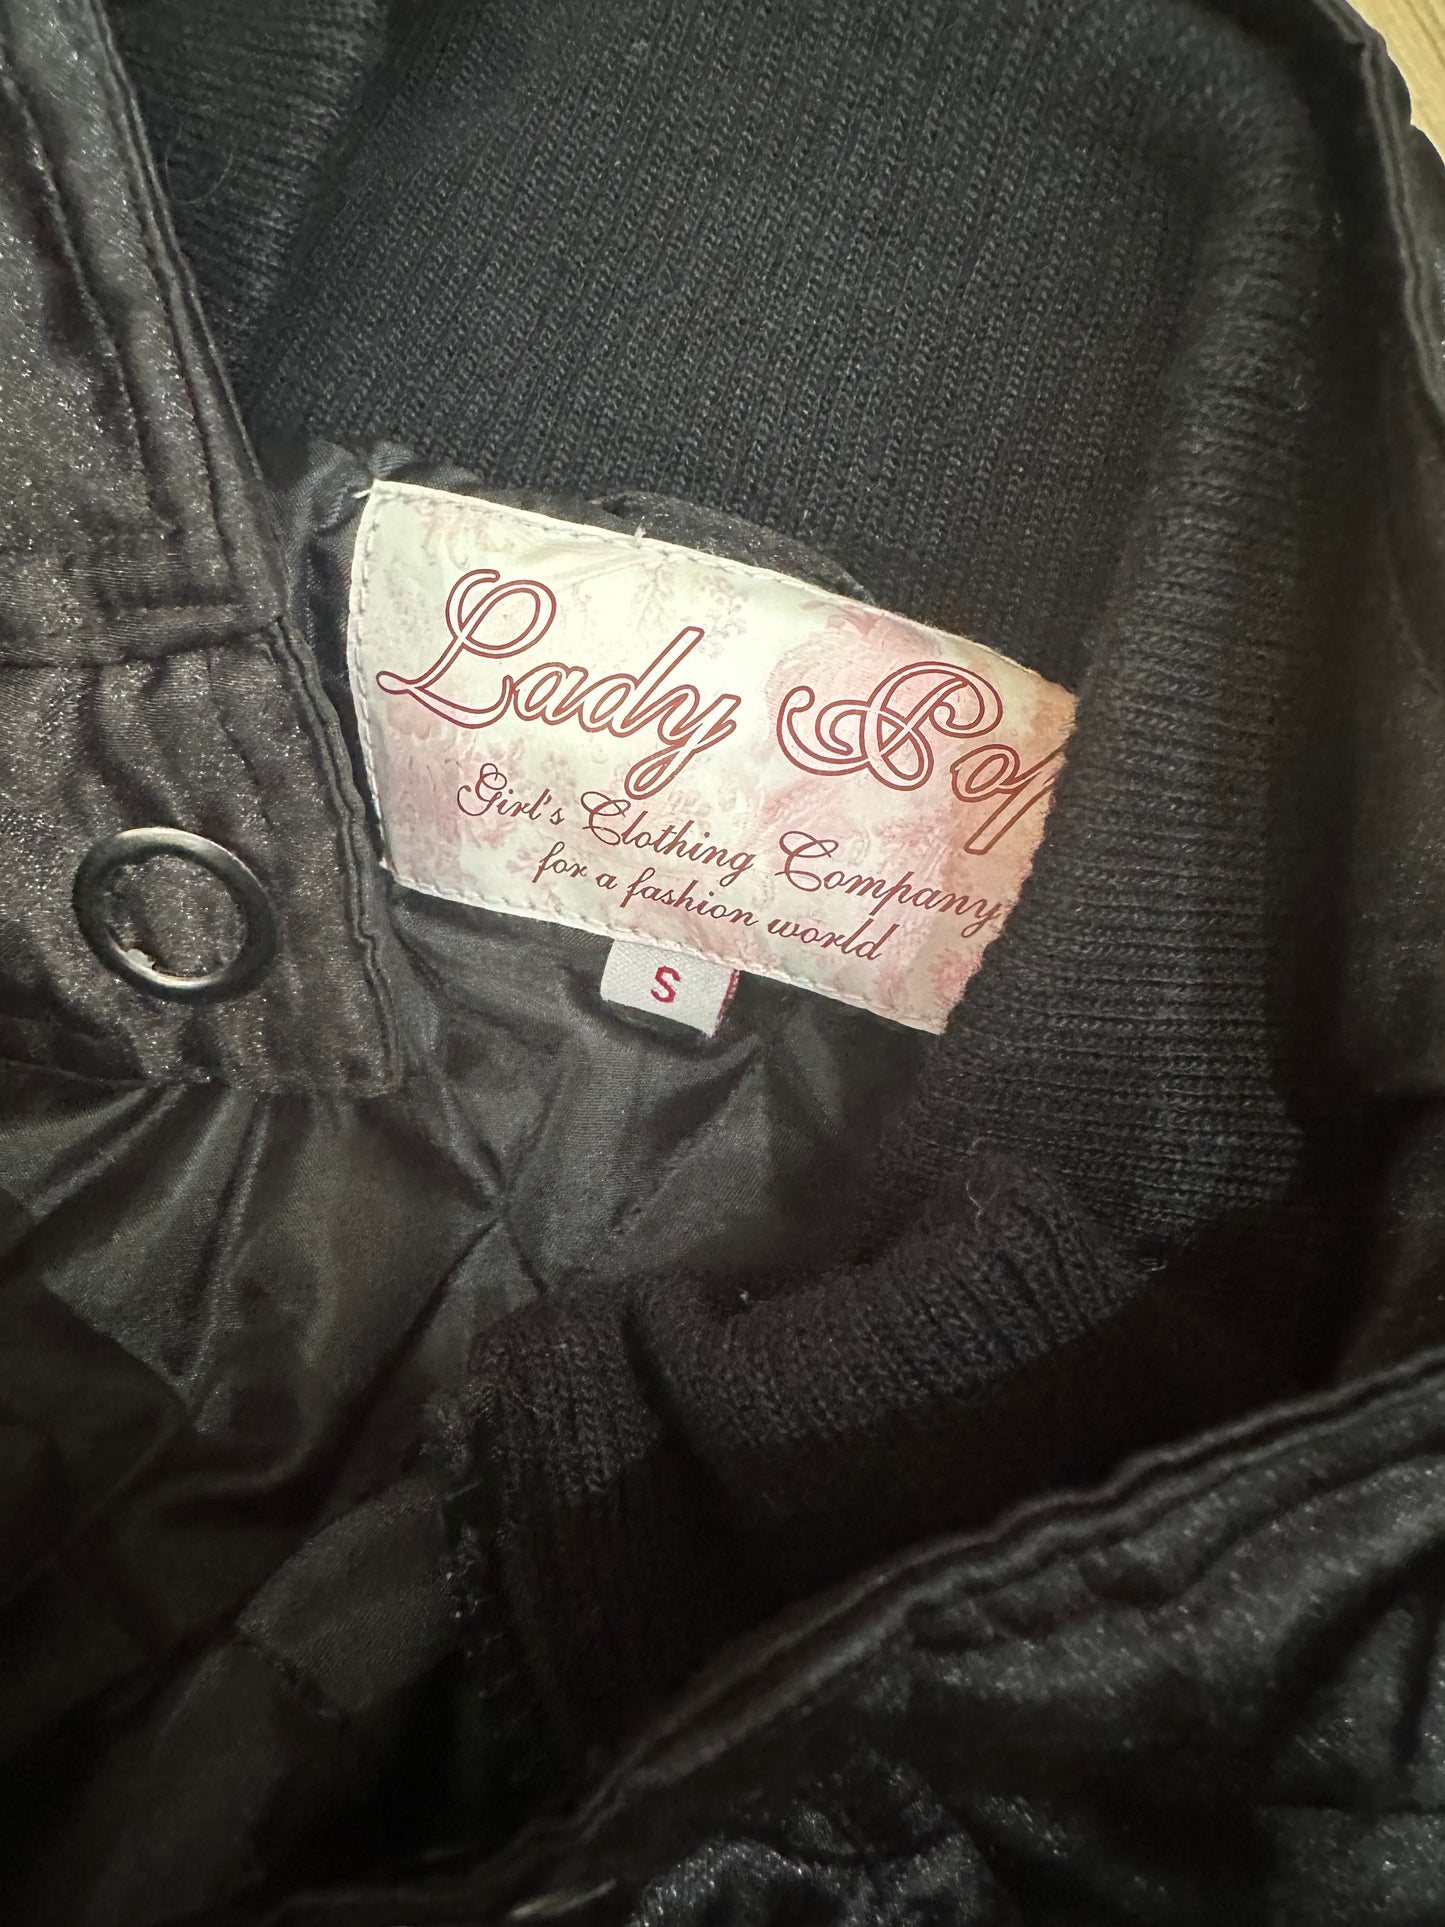 Lady
Girl's Clothing Company
for a fashion world
S